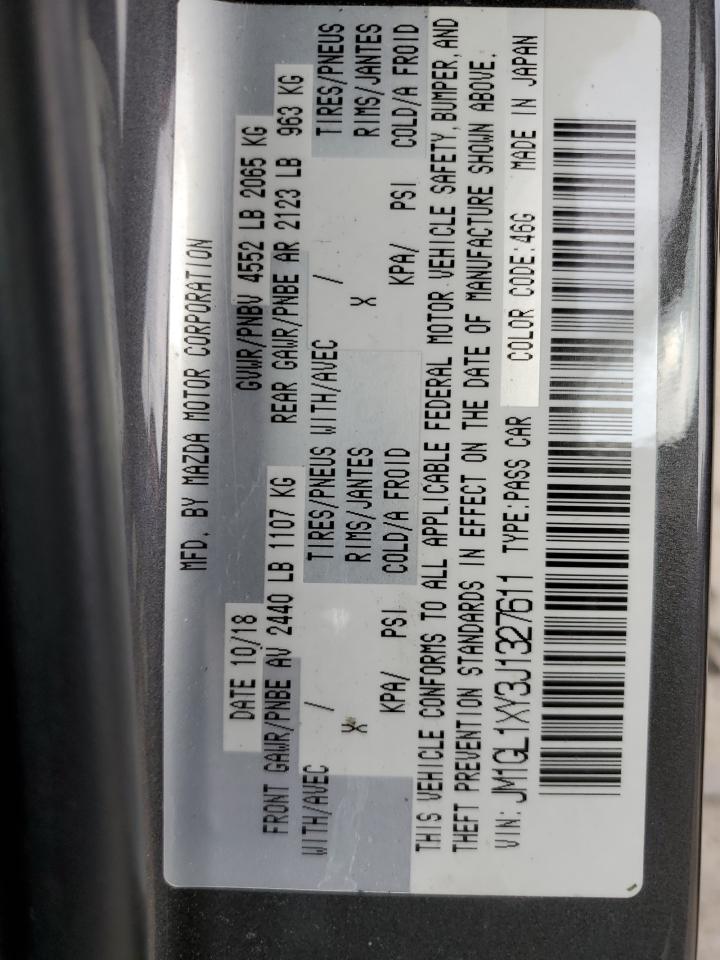 MFD. BY MAZDA MOTOR CORPORATION
DATE 10/18 GVWR/PNBV 4552 LB 2065 KG
FRONT GAWR/PNBE AV 2440 LB 1107 KG REAR GAWR/PNBE AR 2123 LB 963 KG
WITH/AVEC / TIRES/PNEUS WITH/AVEC / TIRES/PNEUS
X RIMS/JANTES X RIMS/JANTES
KPA/ PSI COLD/A FROID KPA/ PSI COLD/A FROID
THIS VEHICLE CONFORMS TO ALL APPLICABLE FEDERAL MOTOR VEHICLE SAFETY, BUMPER, AND
THEFT PREVENTION STANDARDS IN EFFECT ON THE DATE OF MANUFACTURE SHOWN ABOVE.
VIN: JM1GL1XY3J1327611 TYPE:PASS CAR COLOR CODE:46G MADE IN JAPAN